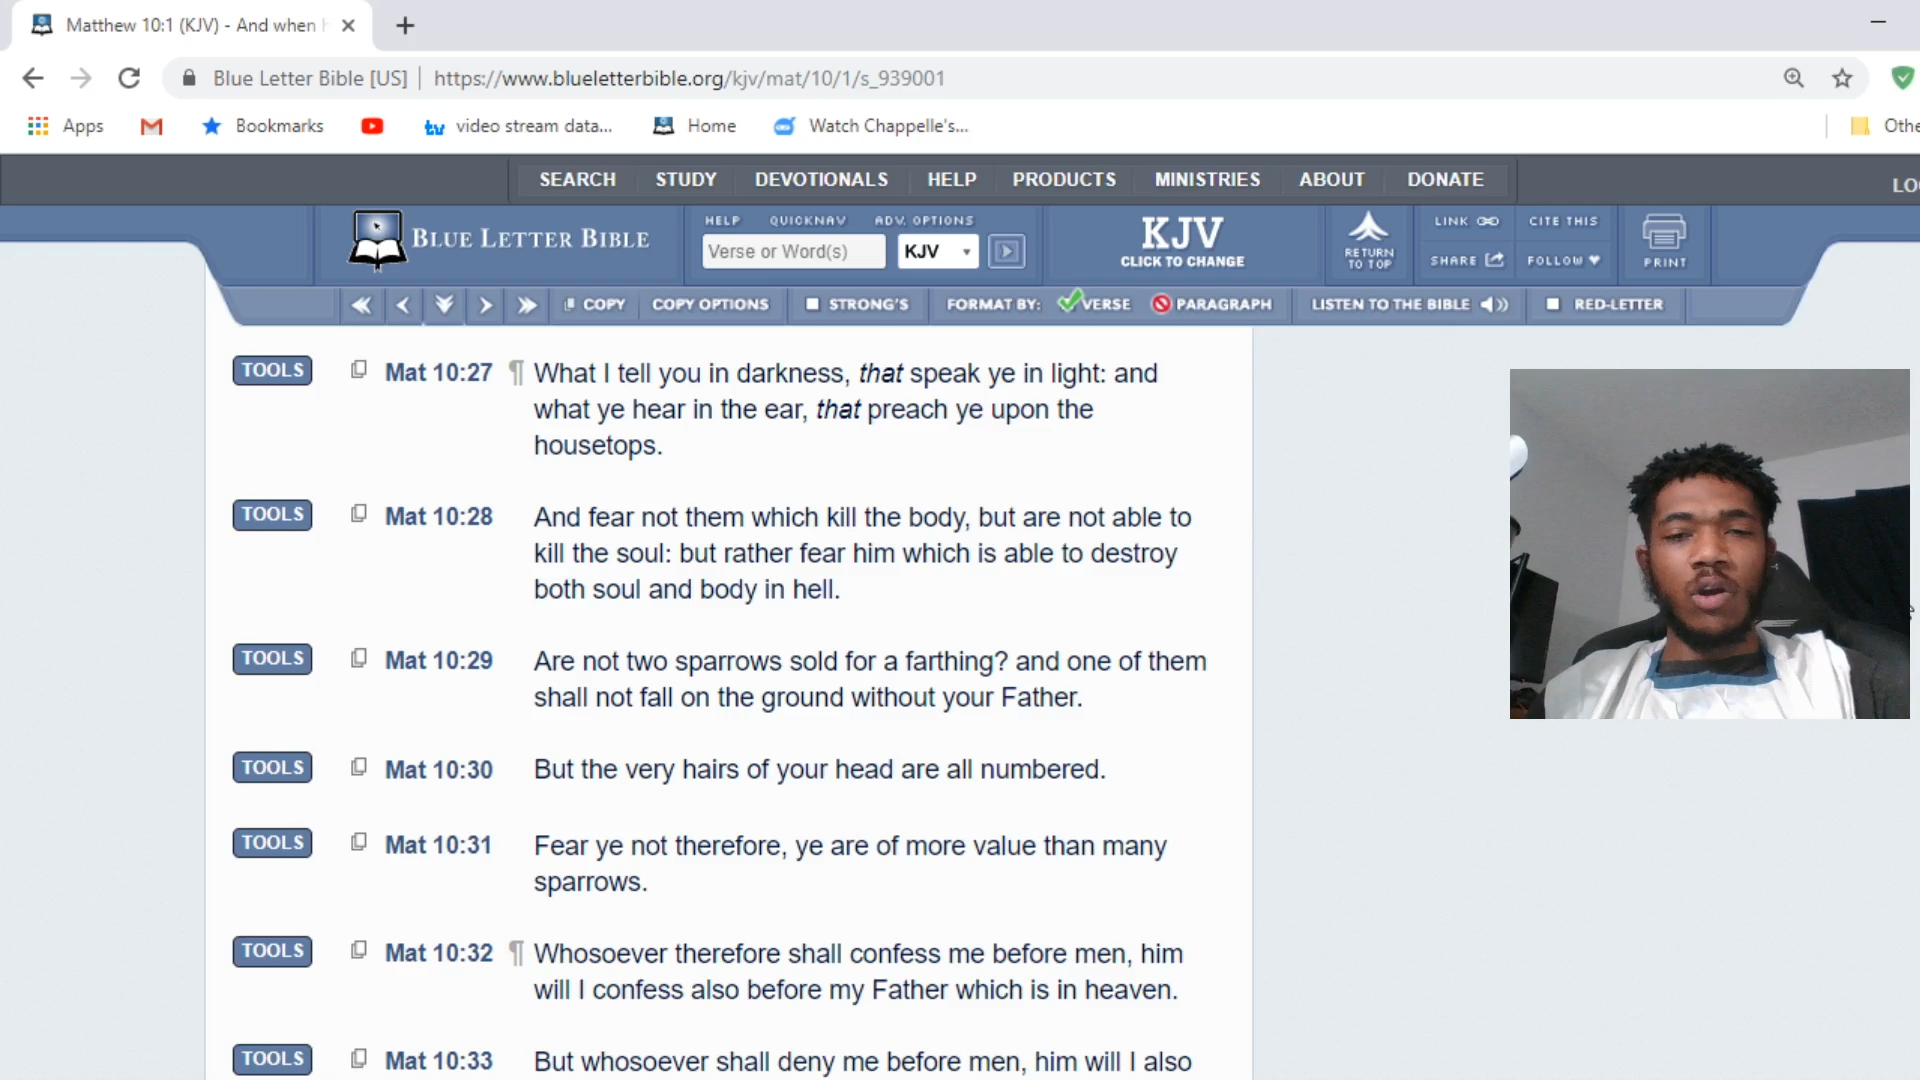 Matthew 10:1 (KJV) - And when h
Blue Letter Bible [US] | https://www.blueletterbible.org/kjv/mat/10/1/s_939001
Apps Bookmarks video stream data... Home Watch Chappelle's... Othe
SEARCH STUDY DEVOTIONALS HELP PRODUCTS MINISTRIES ABOUT DONATE LO
HELP QUICKNAV ADV. OPTIONS
BLUE LETTER BIBLE
Verse or Word(s) KJV
KJV
CLICK TO CHANGE
RETURN
TO TOP
LINK CITE THIS
SHARE FOLLOW
PRINT
COPY COPY OPTIONS STRONG'S FORMAT BY: VERSE PARAGRAPH LISTEN TO THE BIBLE RED-LETTER
TOOLS Mat 10:27 ¶ What I tell you in darkness, that speak ye in light: and
what ye hear in the ear, that preach ye upon the
housetops.
TOOLS Mat 10:28 And fear not them which kill the body, but are not able to
kill the soul: but rather fear him which is able to destroy
both soul and body in hell.
TOOLS Mat 10:29 Are not two sparrows sold for a farthing? and one of them
shall not fall on the ground without your Father.
TOOLS Mat 10:30 But the very hairs of your head are all numbered.
TOOLS Mat 10:31 Fear ye not therefore, ye are of more value than many
sparrows.
TOOLS Mat 10:32 ¶ Whosoever therefore shall confess me before men, him
will I confess also before my Father which is in heaven.
TOOLS Mat 10:33 But whosoever shall deny me before men, him will I also